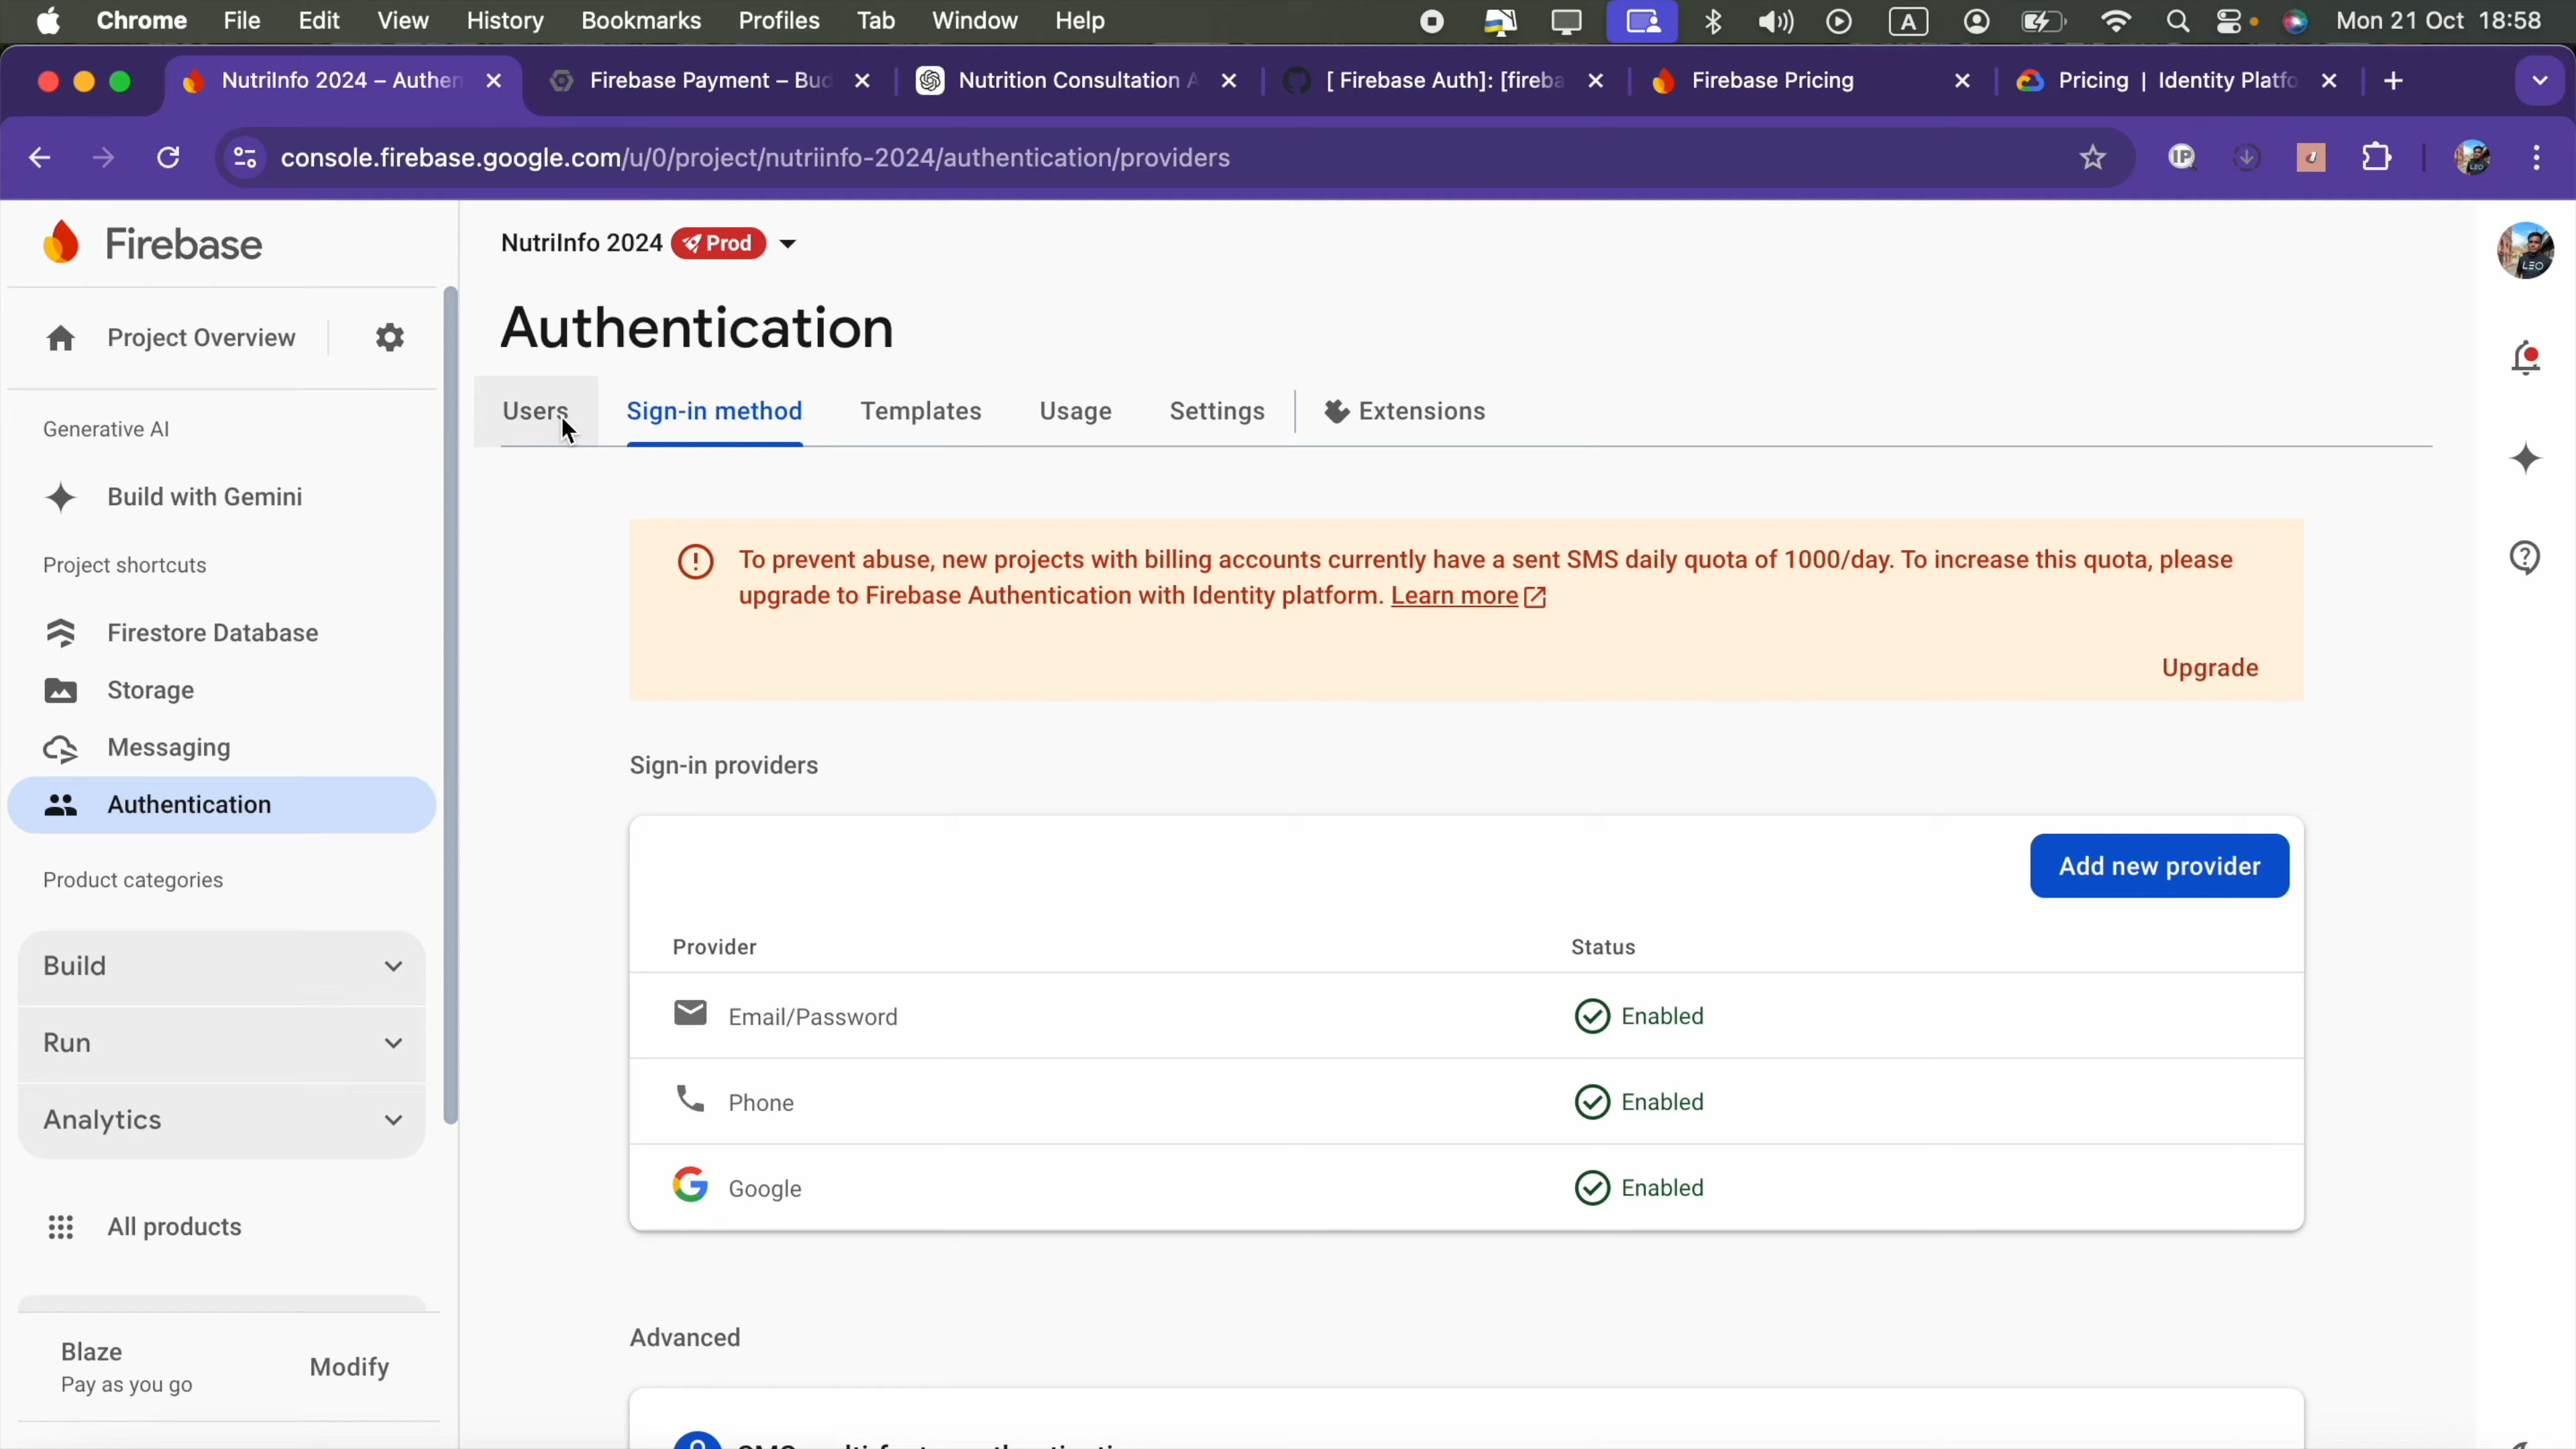 Chrome File Edit View History Bookmarks Profiles Tab Window Help A Mon 21 Oct 18:58
NutriInfo 2024 – Authen Firebase Payment – Bud Nutrition Consultation A [ Firebase Auth]: [fireba Firebase Pricing Pricing | Identity Platfo
console.firebase.google.com/u/0/project/nutriinfo-2024/authentication/providers IP
Firebase
NutriInfo 2024 Prod
LEO
Project Overview
Authentication
Users Sign-in method Templates Usage Settings Extensions
Generative AI
Build with Gemini
Project shortcuts
Firestore Database
Storage
Messaging
Authentication
Product categories
Build
Run
Analytics
All products
Blaze
Pay as you go
Modify
To prevent abuse, new projects with billing accounts currently have a sent SMS daily quota of 1000/day. To increase this quota, please
upgrade to Firebase Authentication with Identity platform. Learn more
Upgrade
Sign-in providers
Add new provider
Provider Status
Email/Password Enabled
Phone Enabled
Google Enabled
Advanced